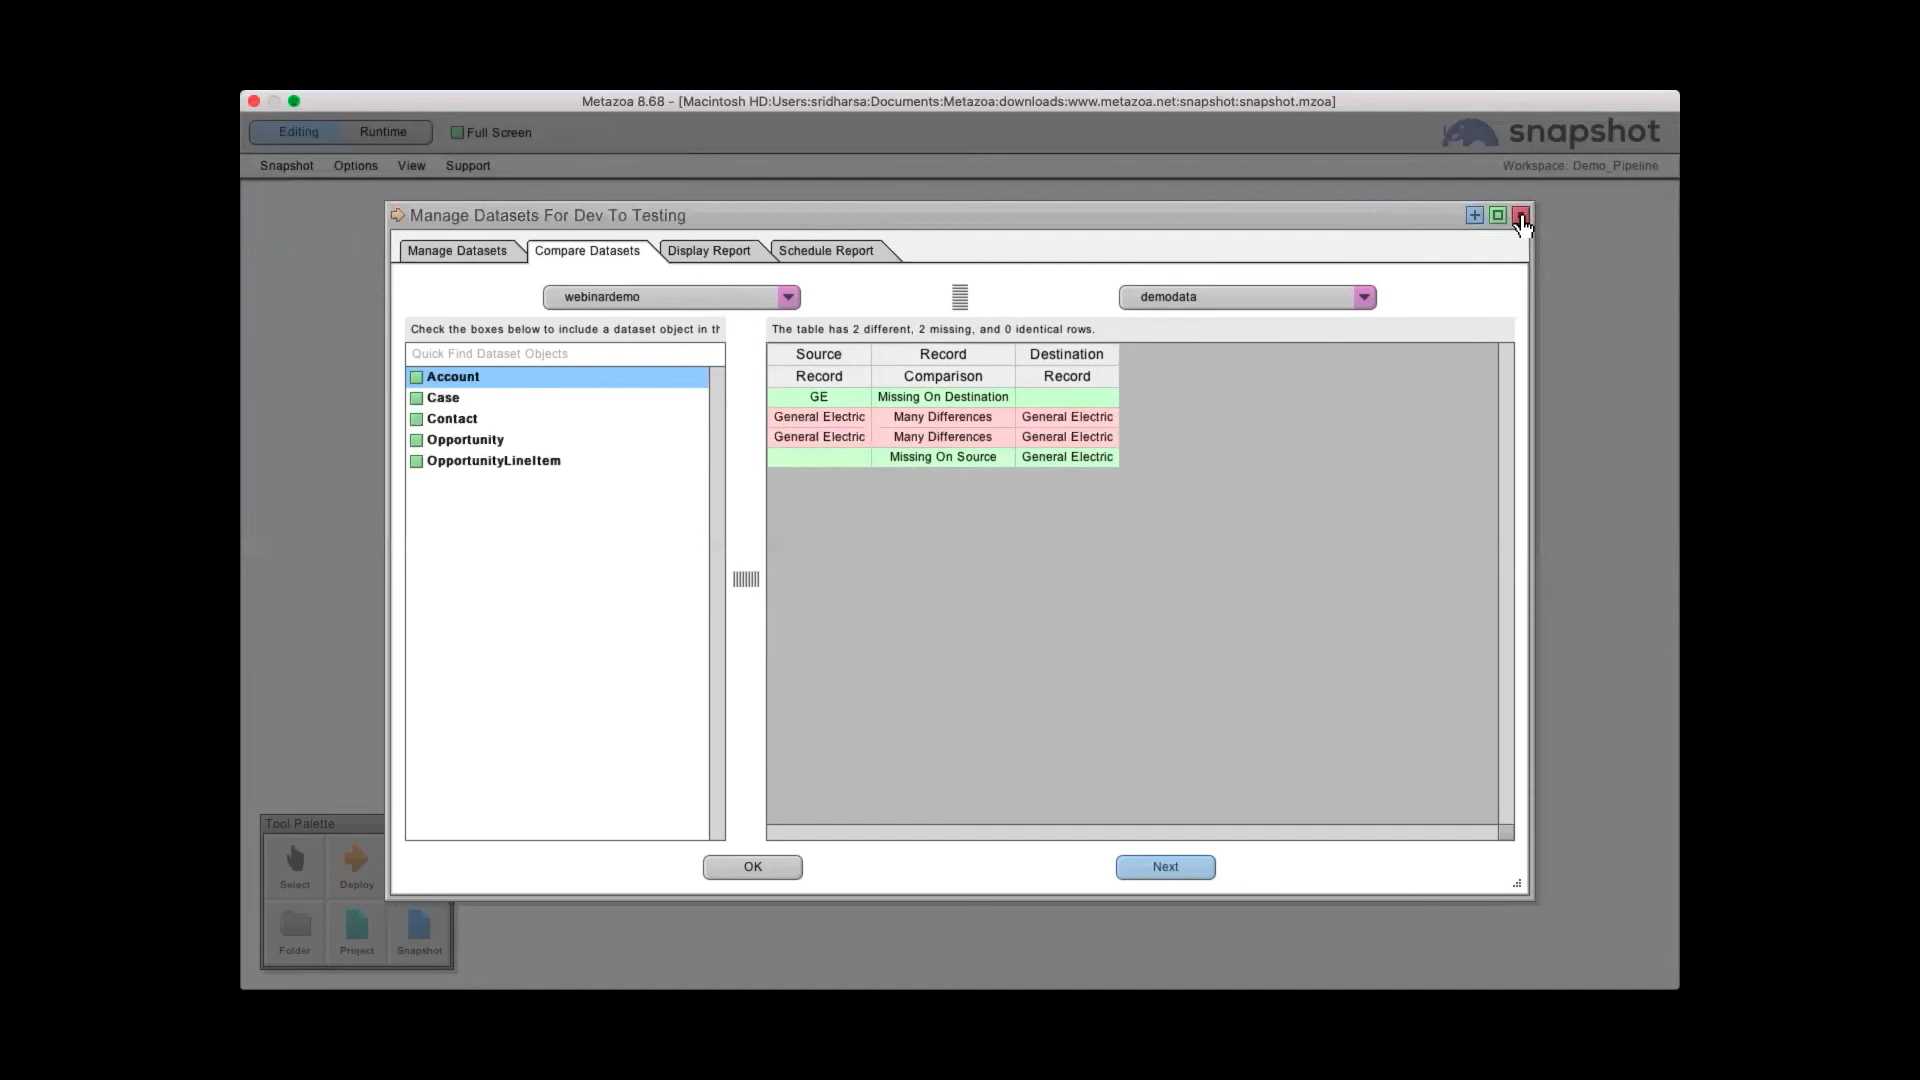 Metazoa 8.68 - [Macintosh HD:Users:sridharsa:Documents:Metazoa:downloads:www.metazoa.net:snapshot:snapshot.mzoa]
Editing Runtime Full Screen snapshot
Snapshot Options View Support Workspace: Demo_Pipeline
Manage Datasets For Dev To Testing
Manage Datasets Compare Datasets Display Report Schedule Report
webinardemo demodata
Check the boxes below to include a dataset object in th
The table has 2 different, 2 missing, and 0 identical rows.
Quick Find Dataset Objects
Account
Case
Contact
Opportunity
OpportunityLineItem
Source Record Destination
Record Comparison Record
GE Missing On Destination
General Electric Many Differences General Electric
General Electric Many Differences General Electric
Missing On Source General Electric
Tool Palette
Select Deploy
Folder Project Snapshot
OK Next